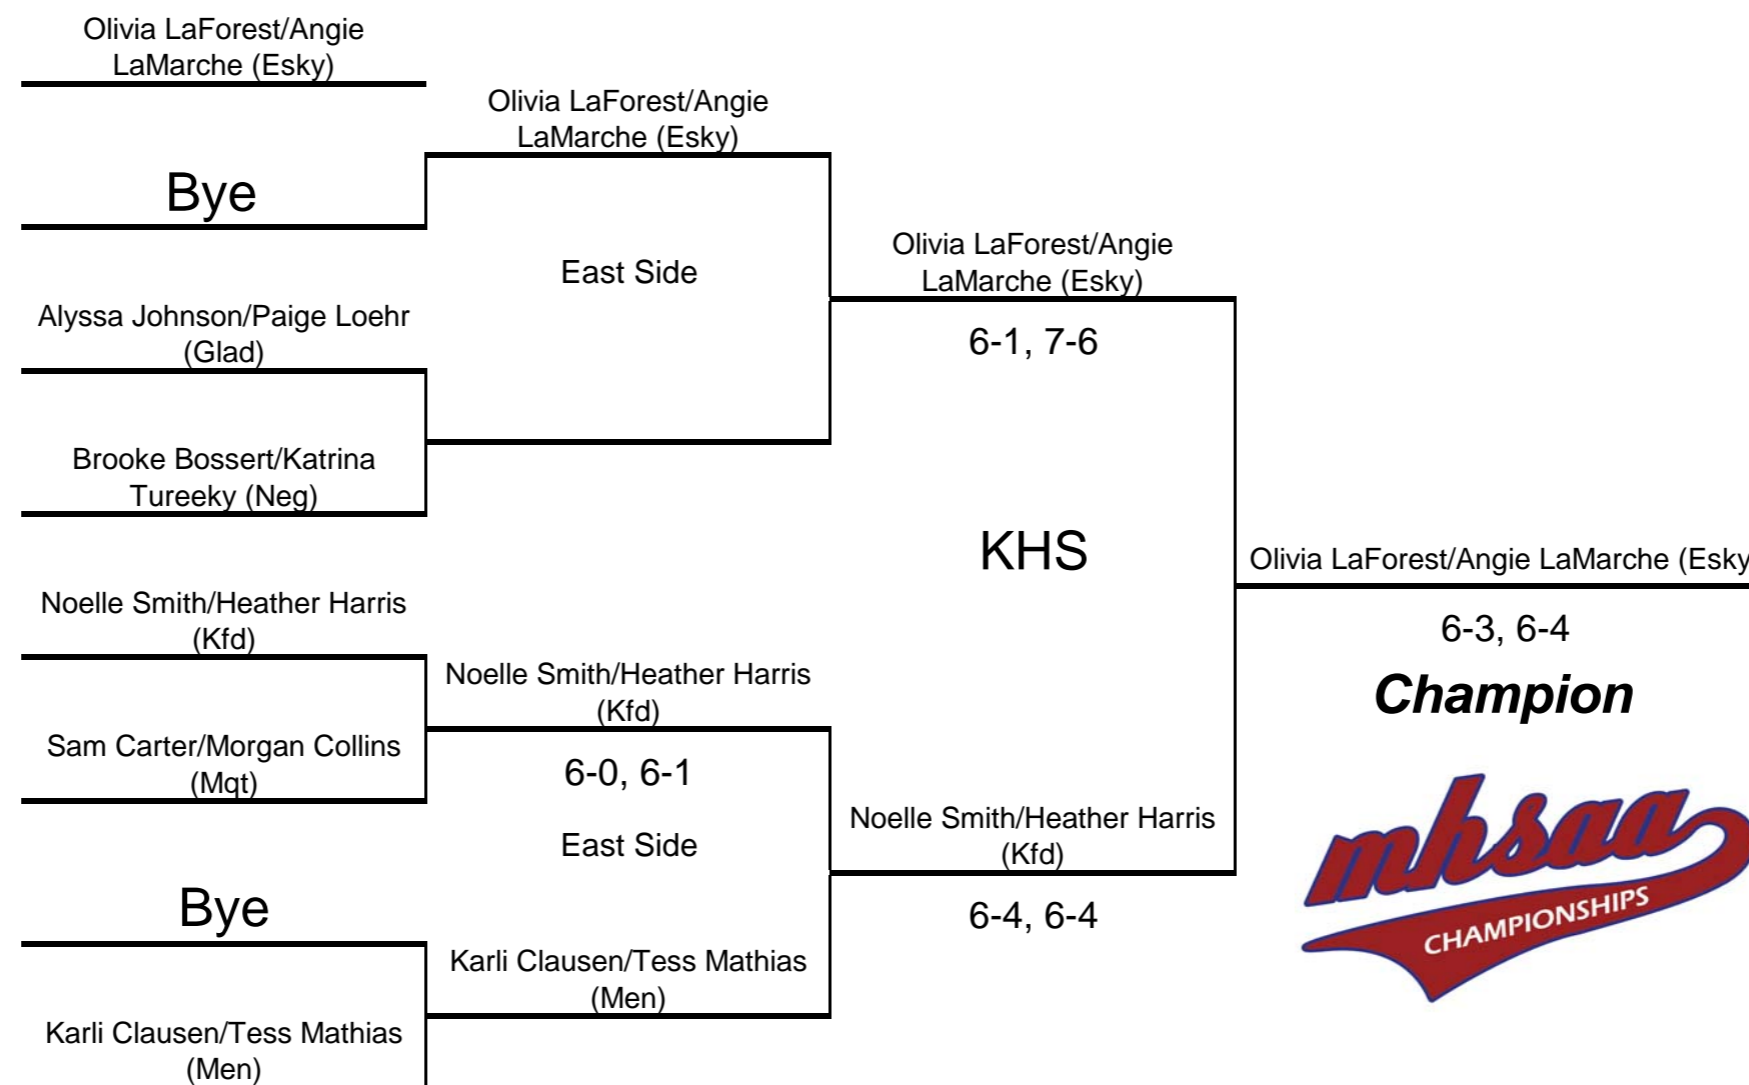 Olivia LaForest/Angie
LaMarche (Esky)
Bye
Alyssa Johnson/Paige Loehr
(Glad)
Brooke Bossert/Katrina
Tureeky (Neg)
Noelle Smith/Heather Harris
(Kfd)
Sam Carter/Morgan Collins
(Mqt)
Bye
Karli Clausen/Tess Mathias
(Men)
Olivia LaForest/Angie
LaMarche (Esky)
East Side
Noelle Smith/Heather Harris
(Kfd)
6-0, 6-1
East Side
Karli Clausen/Tess Mathias
(Men)
Olivia LaForest/Angie
LaMarche (Esky)
6-1, 7-6
KHS
Noelle Smith/Heather Harris
(Kfd)
6-4, 6-4
Olivia LaForest/Angie LaMarche (Esky
6-3, 6-4
Champion
mhsaa
CHAMPIONSHIPS